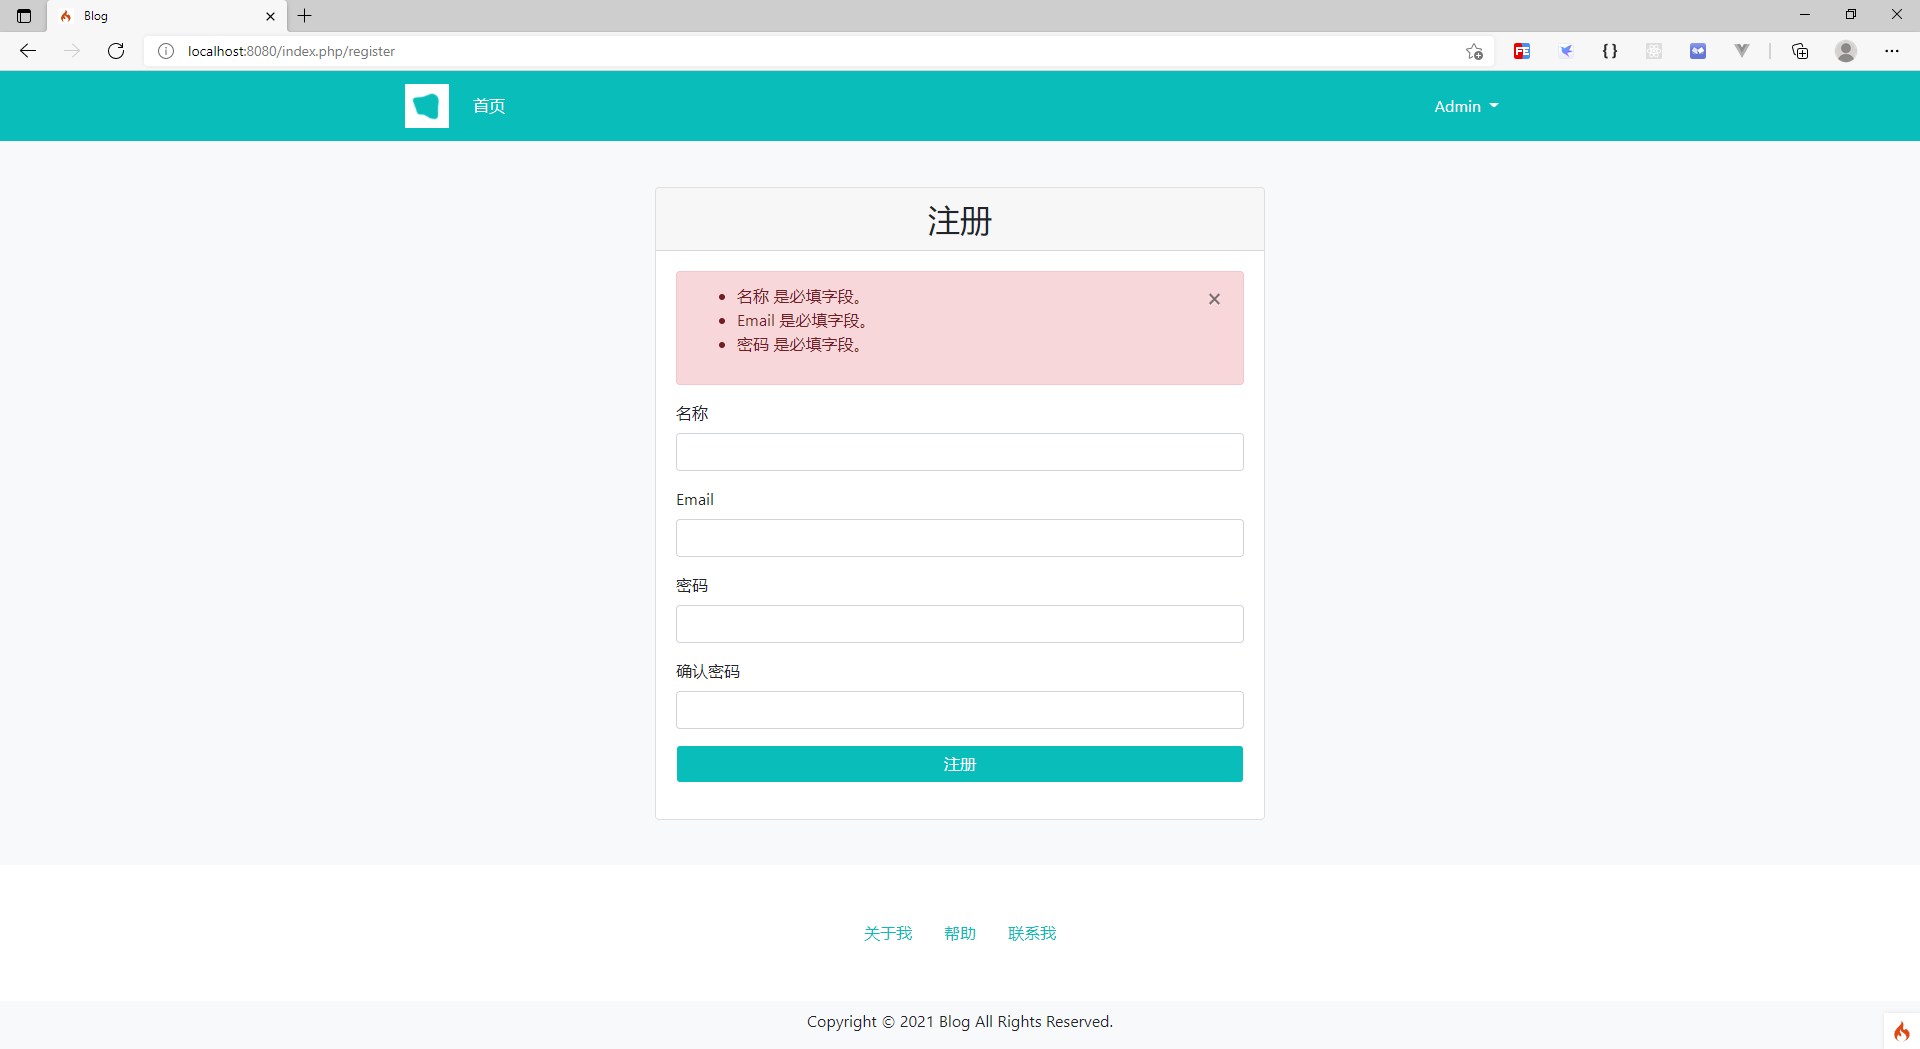 Blog
localhost:8080/index.php/register
首页
Admin
注册
名称 是必填字段。
Email 是必填字段。
密码 是必填字段。
名称
Email
密码
确认密码
注册
关于我 帮助 联系我
Copyright © 2021 Blog All Rights Reserved.